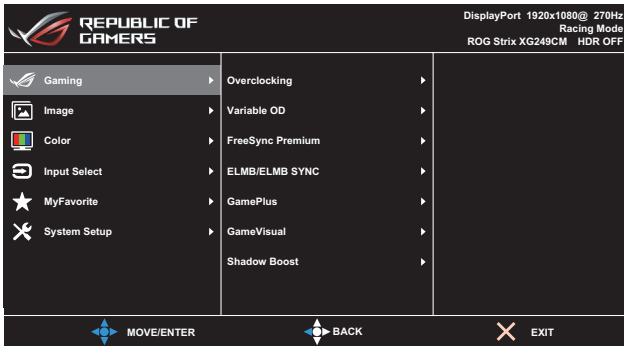 REPUBLIC OF
GAMERS
DisplayPort 1920x1080@ 270Hz
Racing Mode
ROG Strix XG249CM HDR OFF
Gaming
Image
Color
Input Select
MyFavorite
System Setup
Overclocking
Variable OD
FreeSync Premium
ELMB/ELMB SYNC
GamePlus
GameVisual
Shadow Boost
MOVE/ENTER
BACK
EXIT